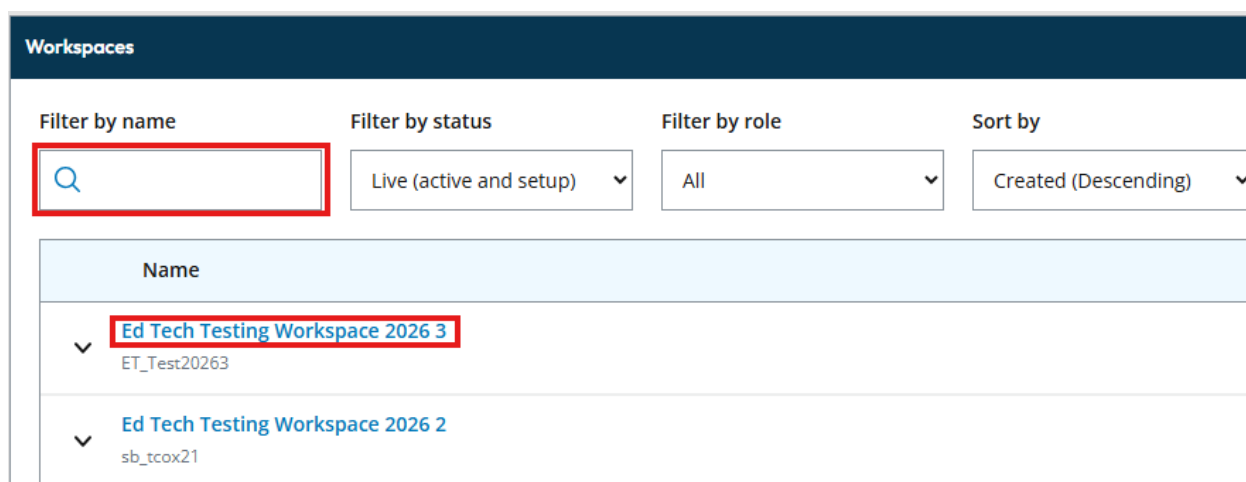 Workspaces
Filter by name Filter by status Filter by role Sort by
Live (active and setup) All Created (Descending)
Name
Ed Tech Testing Workspace 2026 3
ET_Test20263
Ed Tech Testing Workspace 2026 2
sb_tcox21